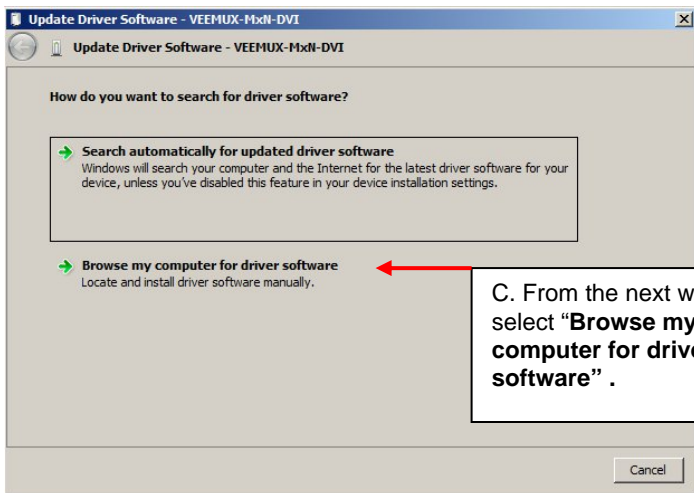 Update Driver Software - VEEMUX-MxN-DVI
Update Driver Software - VEEMUX-MxN-DVI
How do you want to search for driver software?
Search automatically for updated driver software
Windows will search your computer and the Internet for the latest driver software for your
device, unless you've disabled this feature in your device installation settings.
Browse my computer for driver software
Locate and install driver software manually.
C. From the next
select “Browse my
computer for
software” .
Cancel